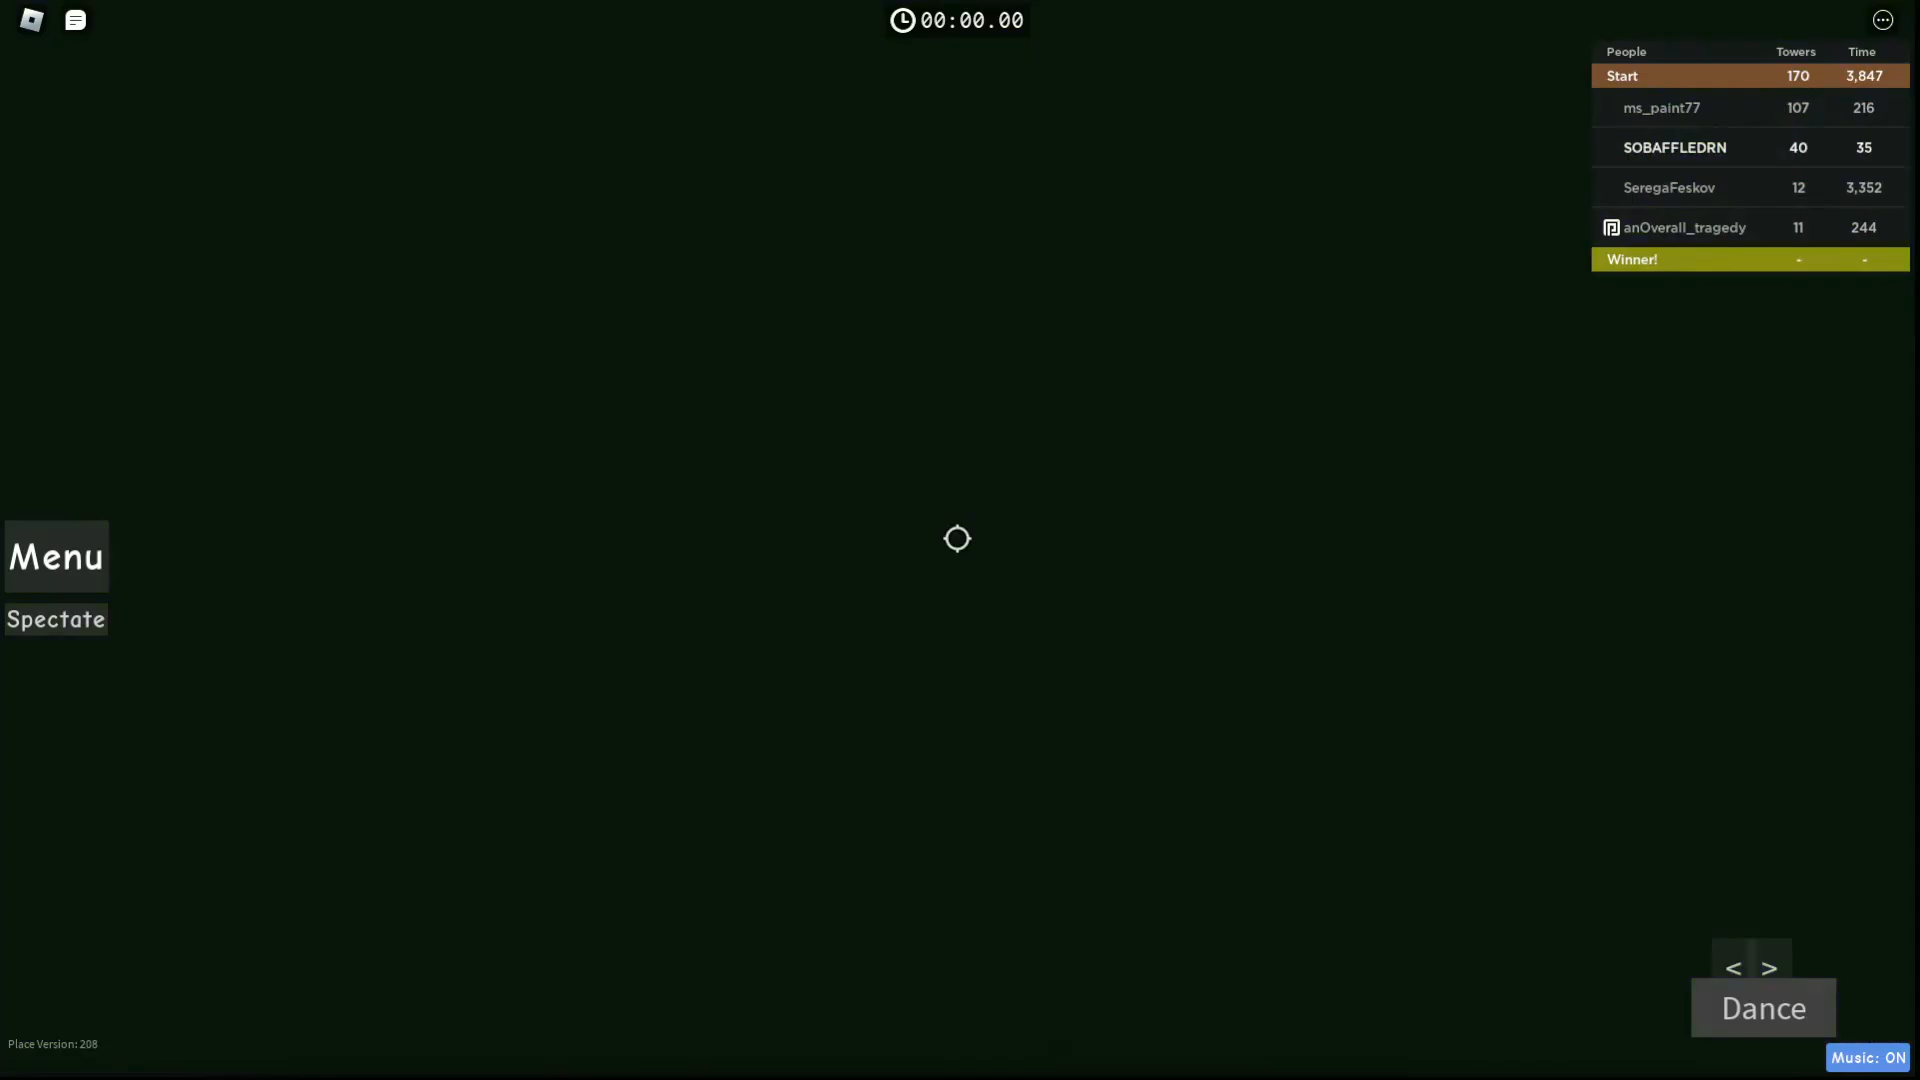 00:00.00
People Towers Time
Start 170 3,847
ms_paint77 107 216
SOBAFFLEDRN 40 35
SeregaFeskov 12 3,352
anOverall_tragedy 11 244
Winner! - -
Menu
Spectate
< >
Dance
Place Version: 208
Music: ON